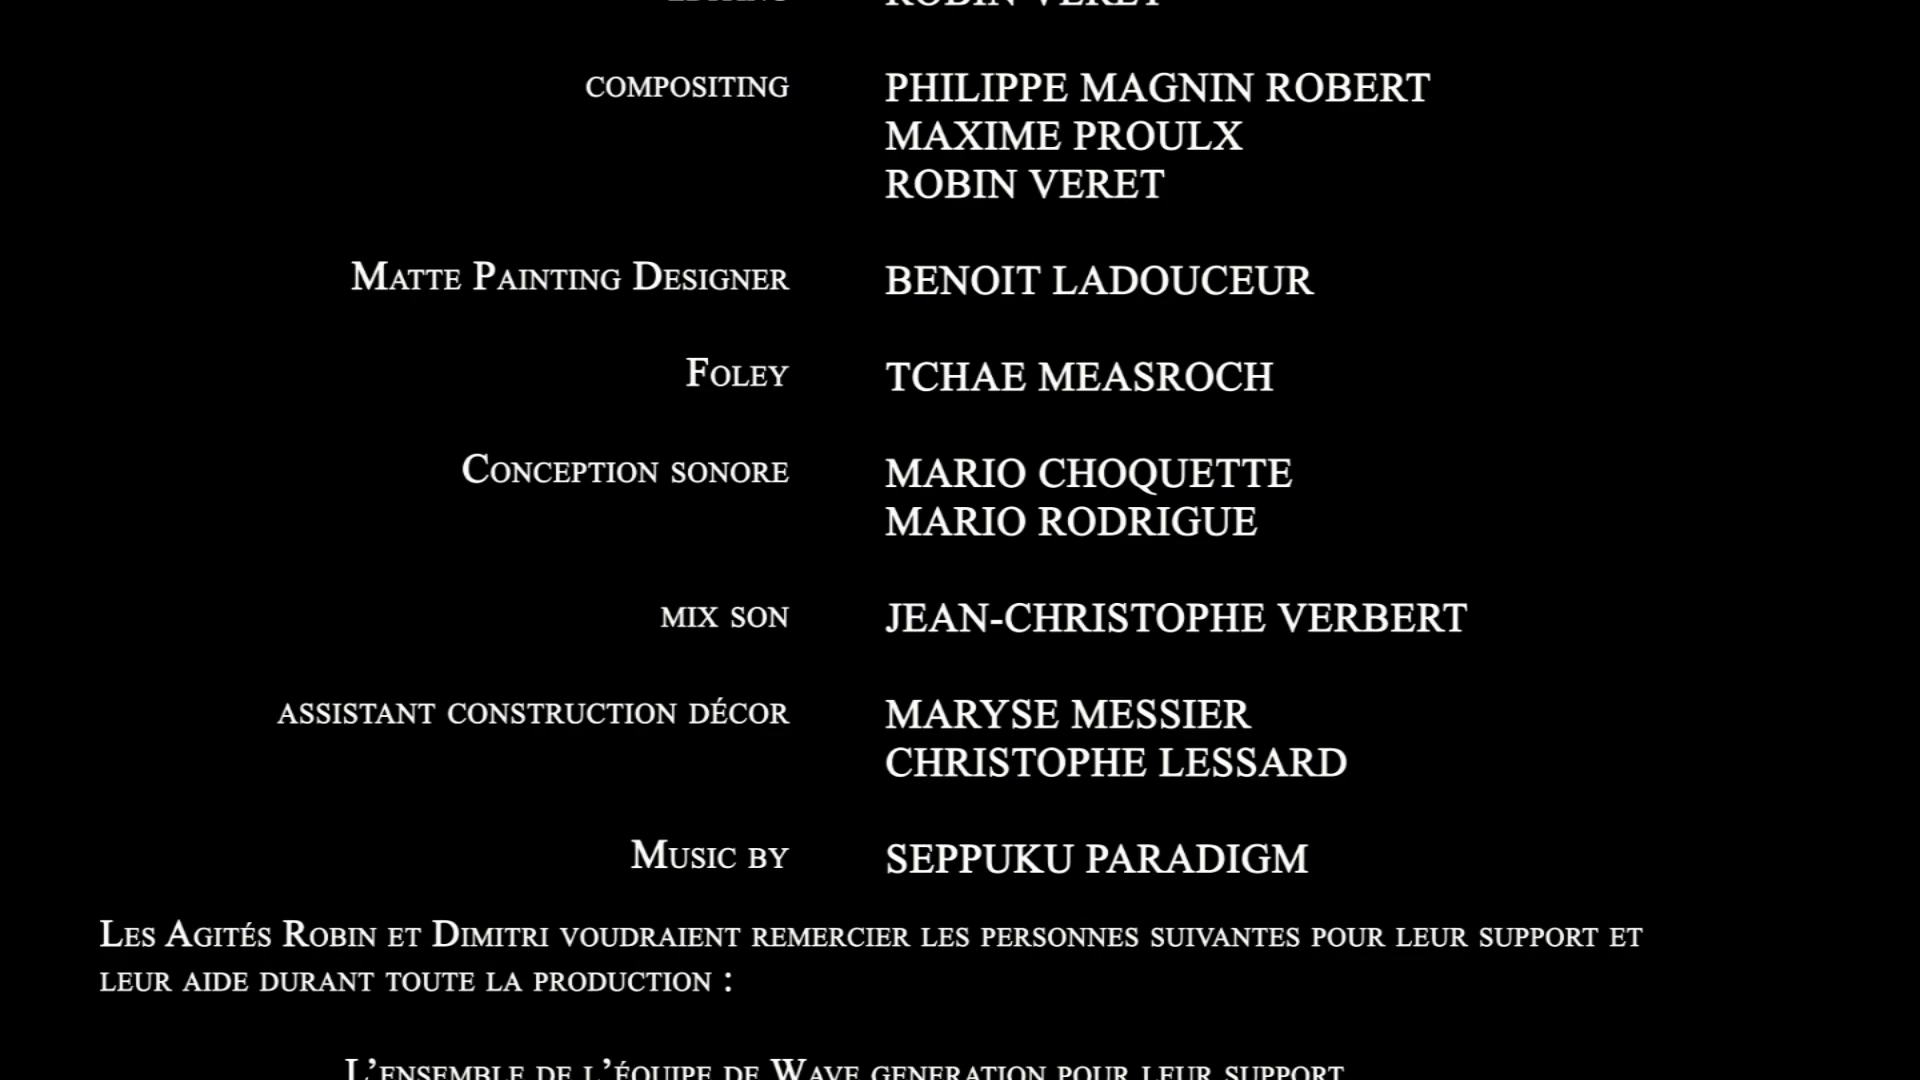 EDITING ROBIN VERET
COMPOSITING PHILIPPE MAGNIN ROBERT
MAXIME PROULX
ROBIN VERET
MATTE PAINTING DESIGNER BENOIT LADOUCEUR
FOLEY TCHAE MEASROCH
CONCEPTION SONORE MARIO CHOQUETTE
MARIO RODRIGUE
MIX SON JEAN-CHRISTOPHE VERBERT
ASSISTANT CONSTRUCTION DÉCOR MARYSE MESSIER
CHRISTOPHE LESSARD
MUSIC BY SEPPUKU PARADIGM
LES AGITÉS ROBIN ET DIMITRI VOUDRAIENT REMERCIER LES PERSONNES SUIVANTES POUR LEUR SUPPORT ET
LEUR AIDE DURANT TOUTE LA PRODUCTION :
L'ENSEMBLE DE L'ÉQUIPE DE WAVE GENERATION POUR LEUR SUPPORT